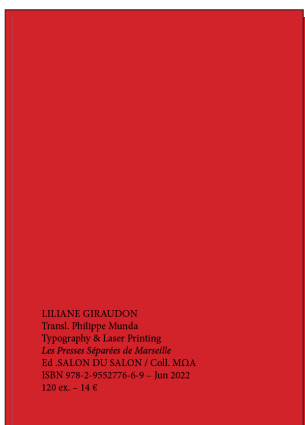 LILIANE GIRAUDON
Transl. Philippe Munda
Typography & Laser Printing
Les Presses Séparées de Marseille
Ed .SALON DU SALON / Coll. MΩA
ISBN 978-2-9552776-6-9 – Jun 2022
120 ex. – 14 €